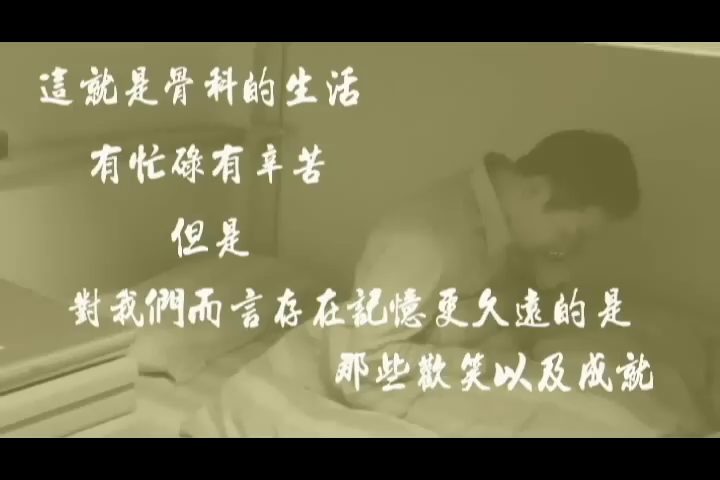 這就是骨科的生活
有忙碌有辛苦
但是
對我們而言存在記憶更久遠的是
那些歡笑以及成就